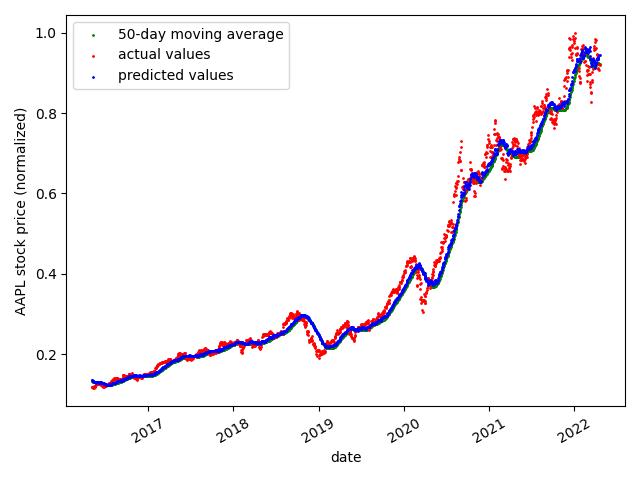 50-day moving average
actual values
predicted values
AAPL stock price (normalized)
1.0
0.8
0.6
0.4
0.2
2017
2018
2019
2020
2021
2022
date